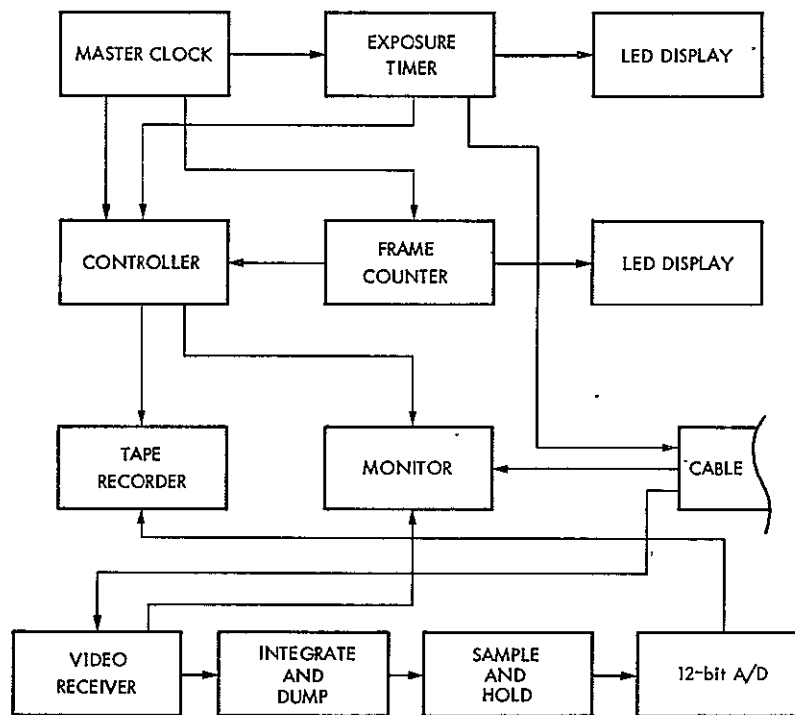 MASTER CLOCK
EXPOSURE
TIMER
LED DISPLAY
CONTROLLER
FRAME
COUNTER
LED DISPLAY
TAPE
RECORDER
MONITOR
CABLE
VIDEO
RECEIVER
INTEGRATE
AND
DUMP
SAMPLE
AND
HOLD
12-bit A/D